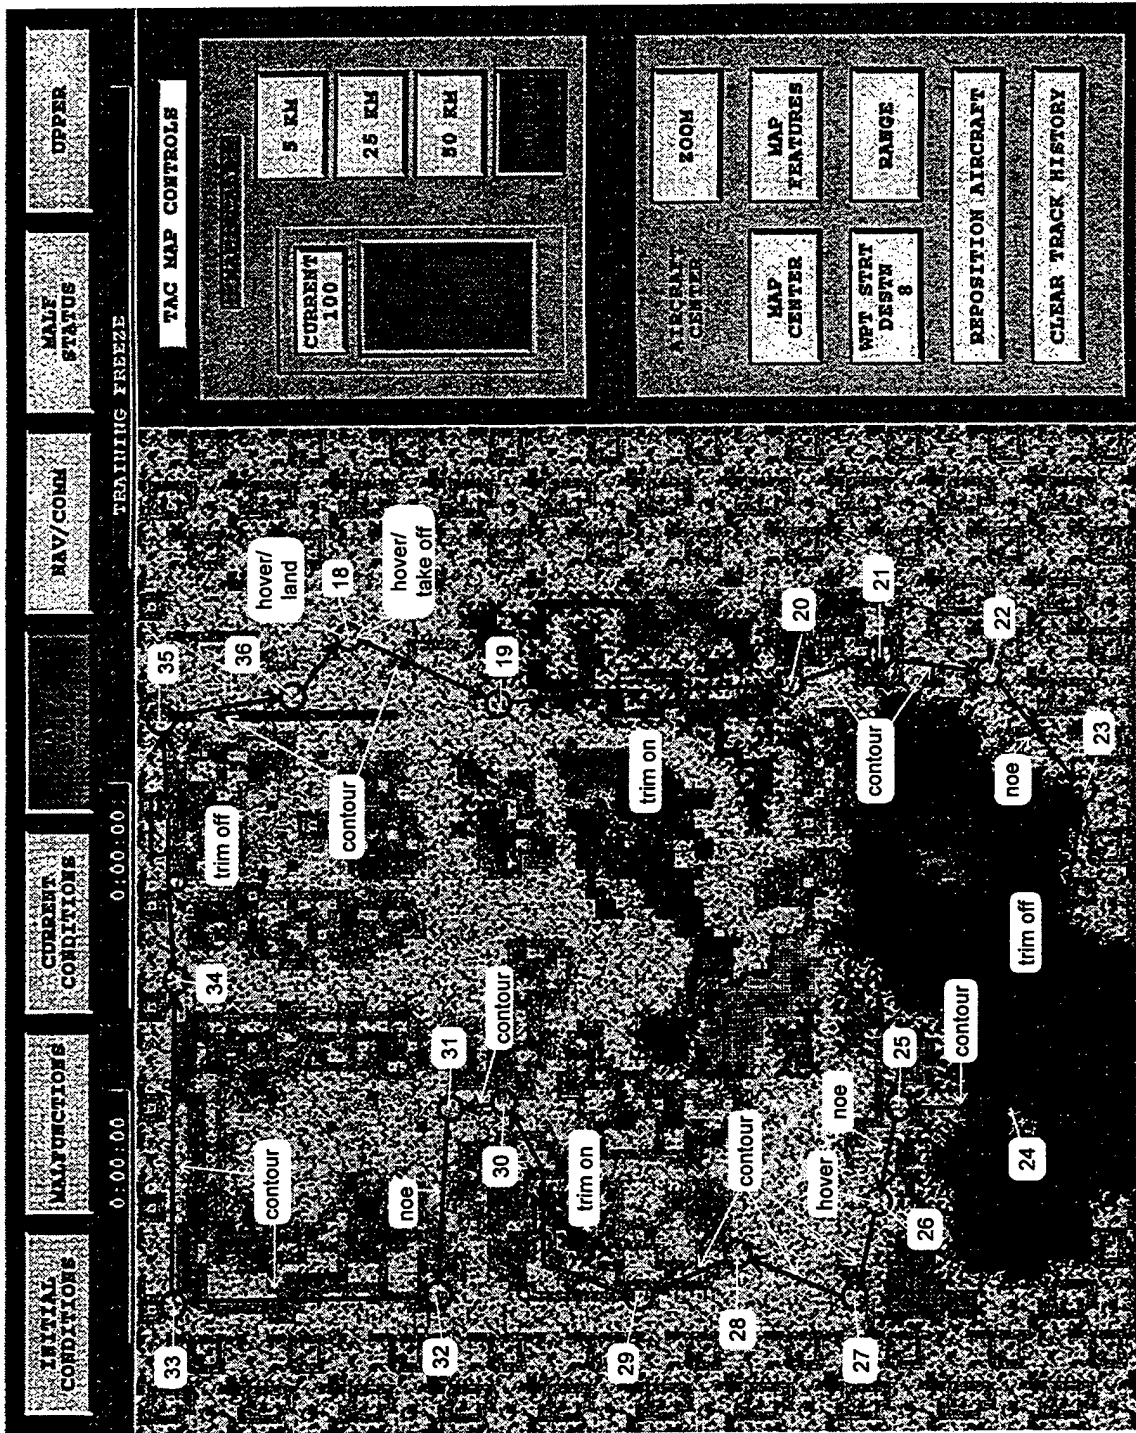 INITIAL
CONDITIONS
MALFUNCTIONS
CURRENT
CONDITIONS
NAV/COMM
MALF
STATUS
UPPER
0:00:00
0:00:00
TRAINING FREEZE
TAC MAP CONTROLS
CURRENT
100:1
5 KM
25 KM
50 KM
AIRCRAFT
CENTER
ZOOM
MAP
CENTER
MAP
FEATURES
WPT STRT
DESTN
8
RANGE
REPOSITION AIRCRAFT
CLEAR TRACK HISTORY
33
34
35
36
trim off
hover/
land
18
contour
contour
hover/
take off
noe
32
31
19
contour
30
trim on
trim on
29
contour
28
20
contour
21
27
hover
noe
25
26
contour
noe
22
24
trim off
23